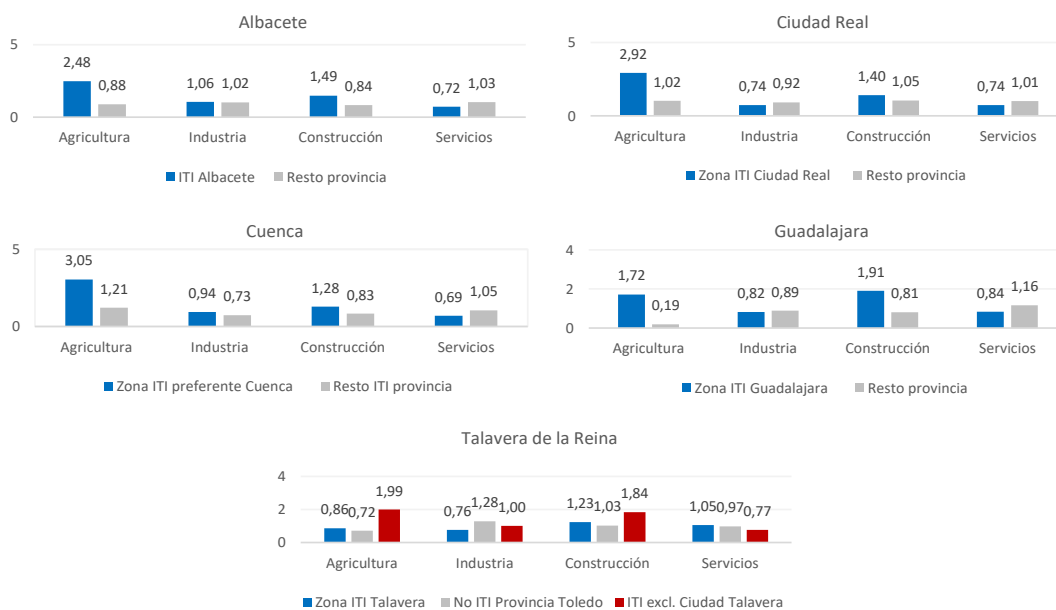 Albacete
5
0
2,48
0,88
1,06
1,02
1,49
0,84
0,72
1,03
Agricultura
Industria
Construcción
Servicios
ITI Albacete
Resto provincia
Ciudad Real
5
0
2,92
1,02
0,74
0,92
1,40
1,05
0,74
1,01
Agricultura
Industria
Construcción
Servicios
Zona ITI Ciudad Real
Resto provincia
Cuenca
5
0
3,05
1,21
0,94
0,73
1,28
0,83
0,69
1,05
Agricultura
Industria
Construcción
Servicios
Zona ITI preferente Cuenca
Resto ITI provincia
Guadalajara
4
2
0
1,72
0,19
0,82
0,89
1,91
0,81
0,84
1,16
Agricultura
Industria
Construcción
Servicios
Zona ITI Guadalajara
Resto provincia
Talavera de la Reina
4
2
0
0,86
0,72
1,99
0,76
1,28
1,00
1,23
1,03
1,84
1,05
0,97
0,77
Agricultura
Industria
Construcción
Servicios
Zona ITI Talavera
No ITI Provincia Toledo
ITI excl. Ciudad Talavera